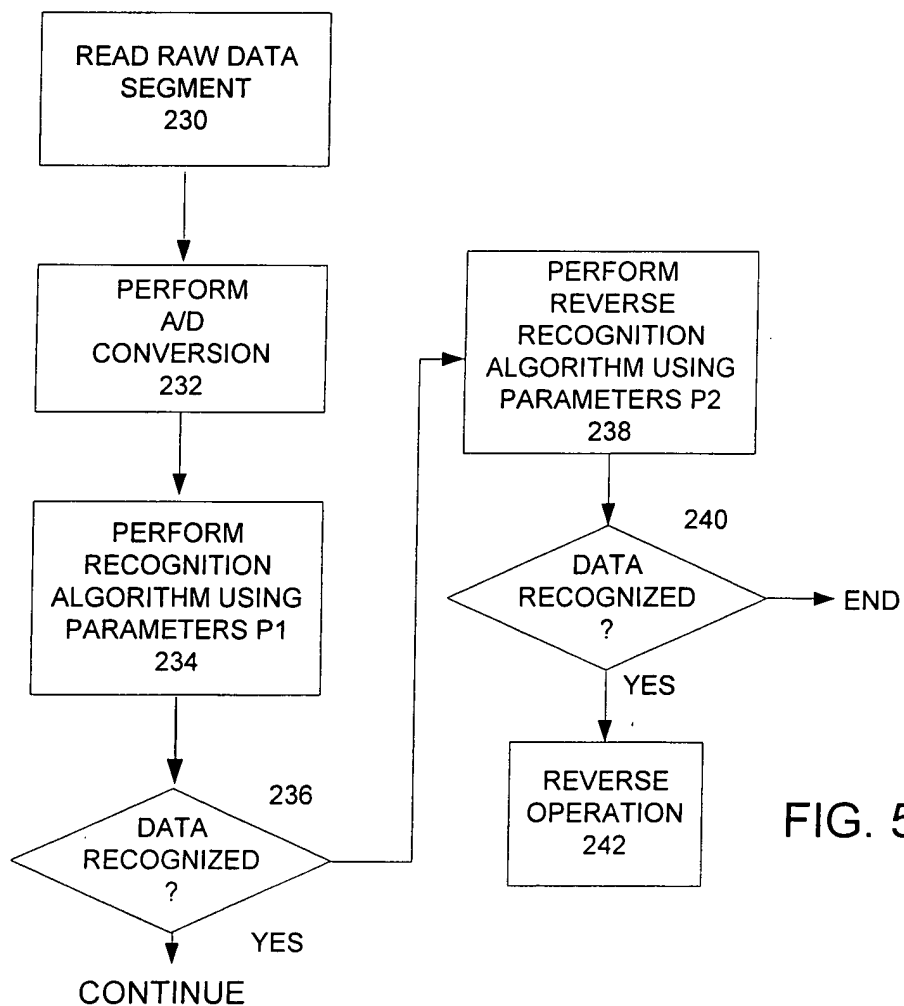 READ RAW DATA
SEGMENT
230
PERFORM
A/D
CONVERSION
232
PERFORM
RECOGNITION
ALGORITHM USING
PARAMETERS P1
234
236
DATA
RECOGNIZED
?
YES
CONTINUE
PERFORM
REVERSE
RECOGNITION
ALGORITHM USING
PARAMETERS P2
238
240
DATA
RECOGNIZED
?
END
YES
REVERSE
OPERATION
242
FIG. 5